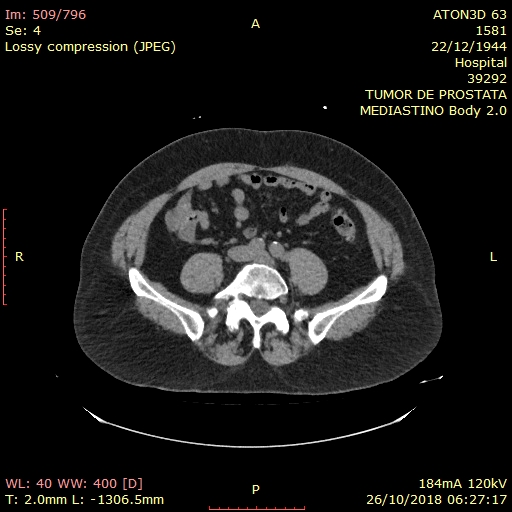 Im: 509/796
Se: 4
Lossy compression (JPEG)
A
ATON3D 63
1581
22/12/1944
Hospital
39292
TUMOR DE PROSTATA
MEDIASTINO Body 2.0
R
L
WL: 40 WW: 400 [D]
T: 2.0mm L: -1306.5mm
P
184mA 120kV
26/10/2018 06:27:17